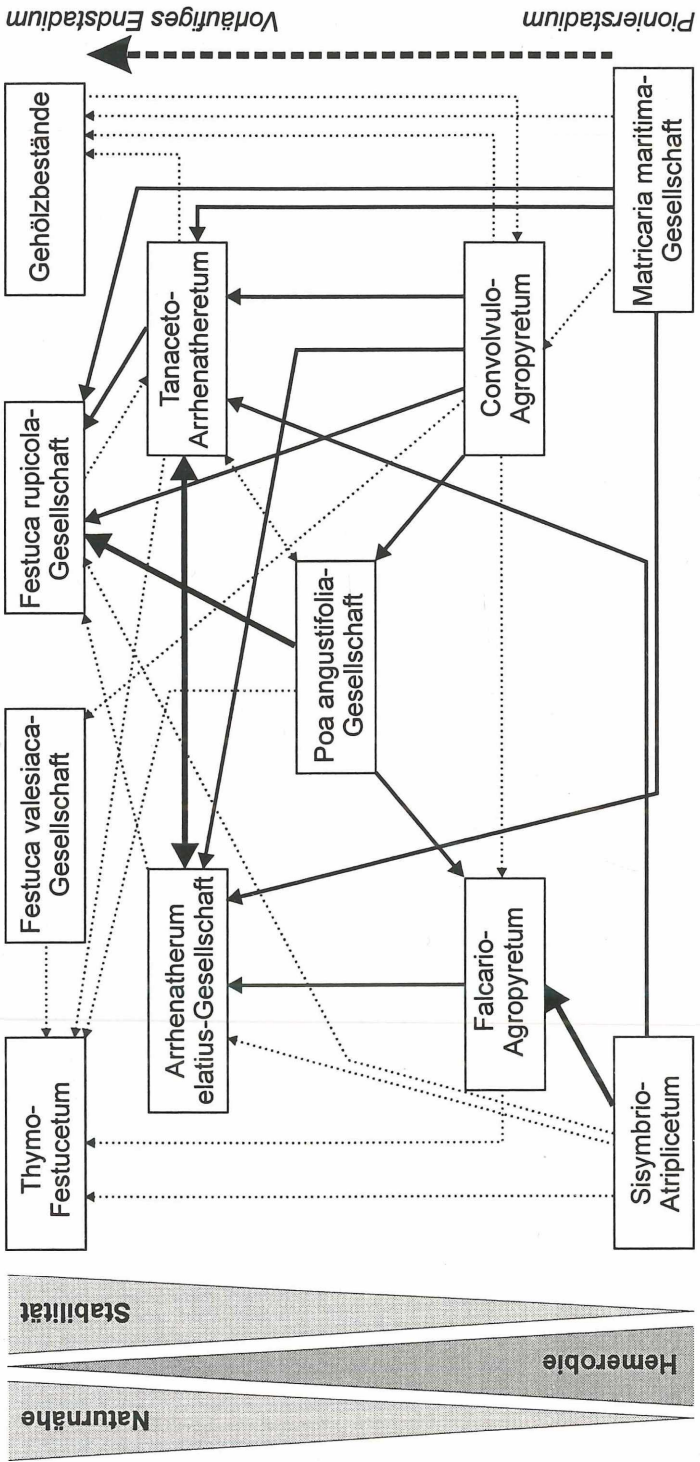 Vorläufiges Endstadium
Pionierstadium
Gehölzbestände
Festuca rupicola-
Gesellschaft
Festuca valesiaca-
Gesellschaft
Thymo-
Festucetum
Tanaceto-
Arrhenatheretum
Arrhenatherum
elatius-Gesellschaft
Poa angustifolia-
Gesellschaft
Convolvulo-
Agropyretum
Falcario-
Agropyretum
Matricaria maritima-
Gesellschaft
Sisymbrio-
Atriplicetum
Stabilität
Hemerobie
Naturnähe